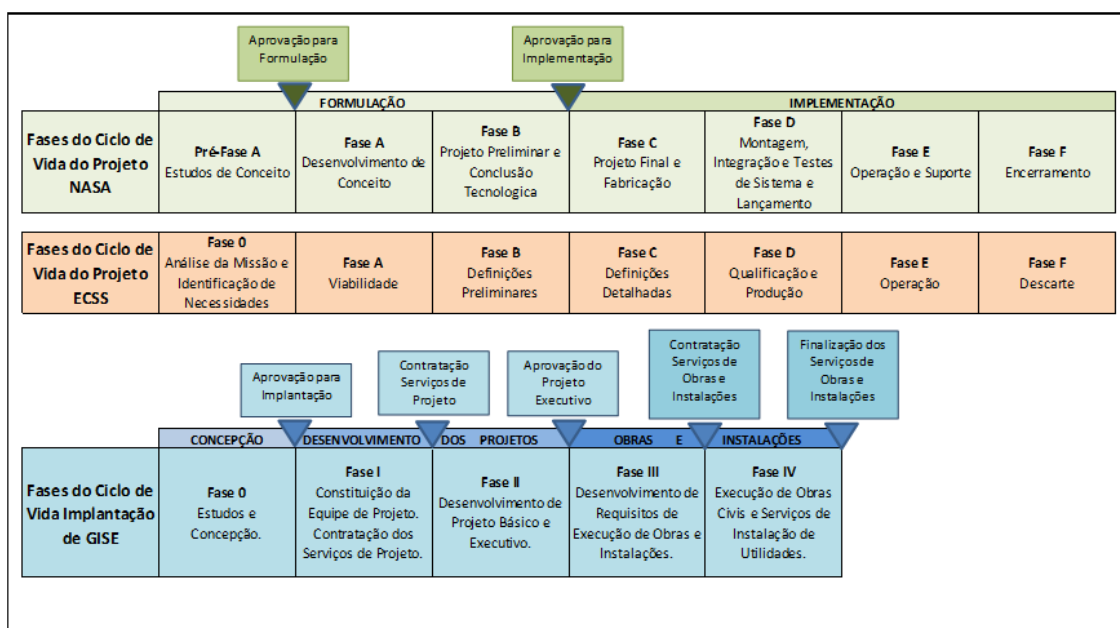 Aprovação para
Formulação
Aprovação para
Implementação
FORMULAÇÃO
IMPLEMENTAÇÃO
Fases do Ciclo de
Vida do Projeto
NASA
Pré-Fase A
Estudos de Conceito
Fase A
Desenvolvimento de
Conceito
Fase B
Projeto Preliminar e
Conclusão
Tecnologica
Fase C
Projeto Final e
Fabricação
Fase D
Montagem,
Integração e Testes
de Sistema e
Lançamento
Fase E
Operação e Suporte
Fase F
Encerramento
Fases do Ciclo de
Vida do Projeto
ECSS
Fase 0
Análise da Missão e
Identificação de
Necessidades
Fase A
Viabilidade
Fase B
Definições
Preliminares
Fase C
Definições
Detalhadas
Fase D
Qualificação e
Produção
Fase E
Operação
Fase F
Descarte
Aprovação para
Implantação
Contratação
Serviços de
Projeto
Aprovação do
Projeto
Executivo
Contratação
Serviços de
Obras e
Instalações
Finalização dos
Serviços de
Obras e
Instalações
CONCEPÇÃO
DESENVOLVIMENTO DOS PROJETOS
OBRAS E INSTALAÇÕES
Fases do Ciclo de
Vida Implantação
de GISE
Fase 0
Estudos e
Concepção.
Fase I
Constituição da
Equipe de Projeto.
Contratação dos
Serviços de Projeto.
Fase II
Desenvolvimento de
Projeto Básico e
Executivo.
Fase III
Desenvolvimento de
Requisitos de
Execução de Obras e
Instalações.
Fase IV
Execução de Obras
Civis e Serviços de
Instalação de
Utilidades.